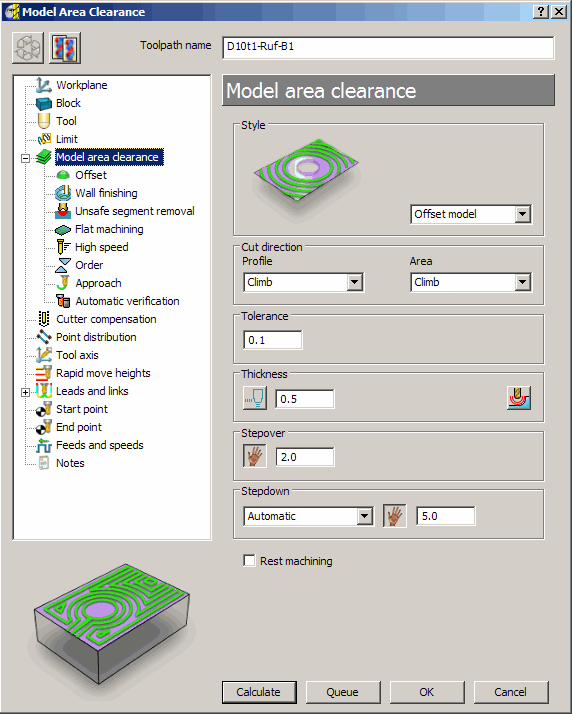 Model Area Clearance
Toolpath name D10t1-Ruf-B1
Workplane
Block
Tool
Limit
Model area clearance
Offset
Wall finishing
Unsafe segment removal
Flat machining
High speed
Order
Approach
Automatic verification
Cutter compensation
Point distribution
Tool axis
Rapid move heights
Leads and links
Start point
End point
Feeds and speeds
Notes
Model area clearance
Style
Offset model
Cut direction
Profile Area
Climb Climb
Tolerance
0.1
Thickness
0.5
Stepover
2.0
Stepdown
Automatic 5.0
Rest machining
Calculate Queue OK Cancel